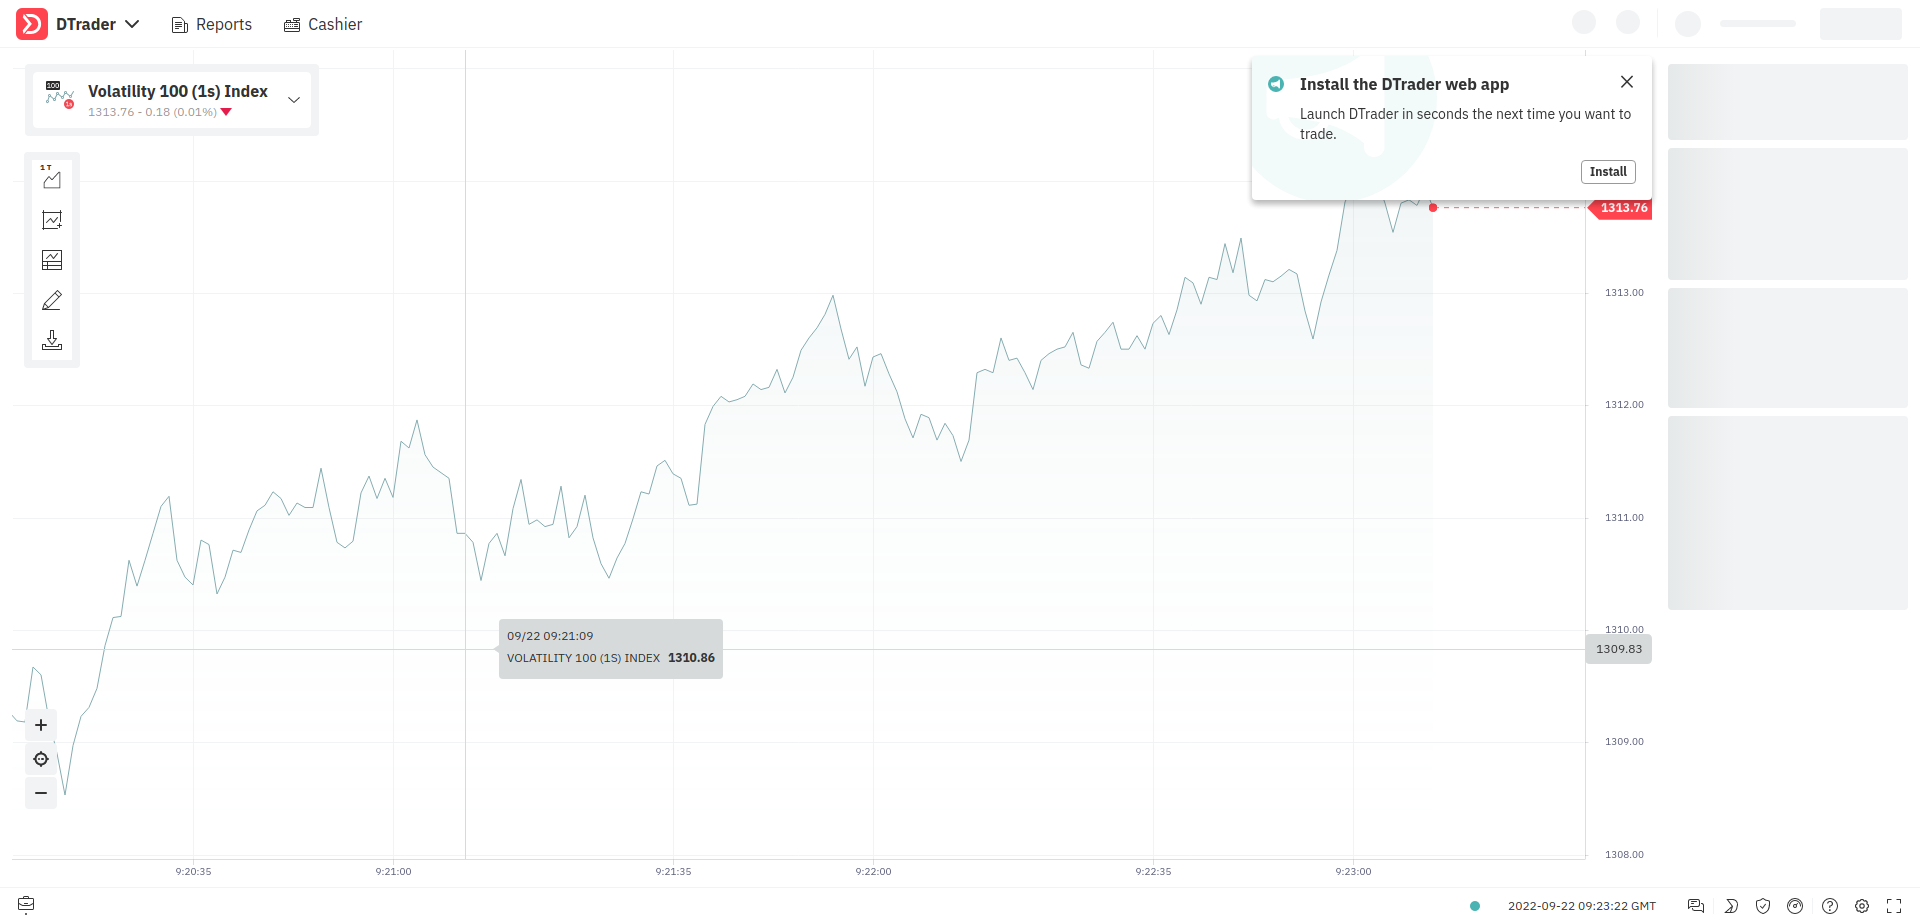 DTrader
Reports
Cashier
100
1s
Volatility 100 (1s) Index
1313.76 - 0.18 (0.01%)
1T
Install the DTrader web app
Launch DTrader in seconds the next time you want to
trade.
Install
1313.76
1313.00
1312.00
1311.00
1310.00
1309.83
1309.00
1308.00
09/22 09:21:09
VOLATILITY 100 (1S) INDEX 1310.86
9:20:35
9:21:00
9:21:35
9:22:00
9:22:35
9:23:00
2022-09-22 09:23:22 GMT